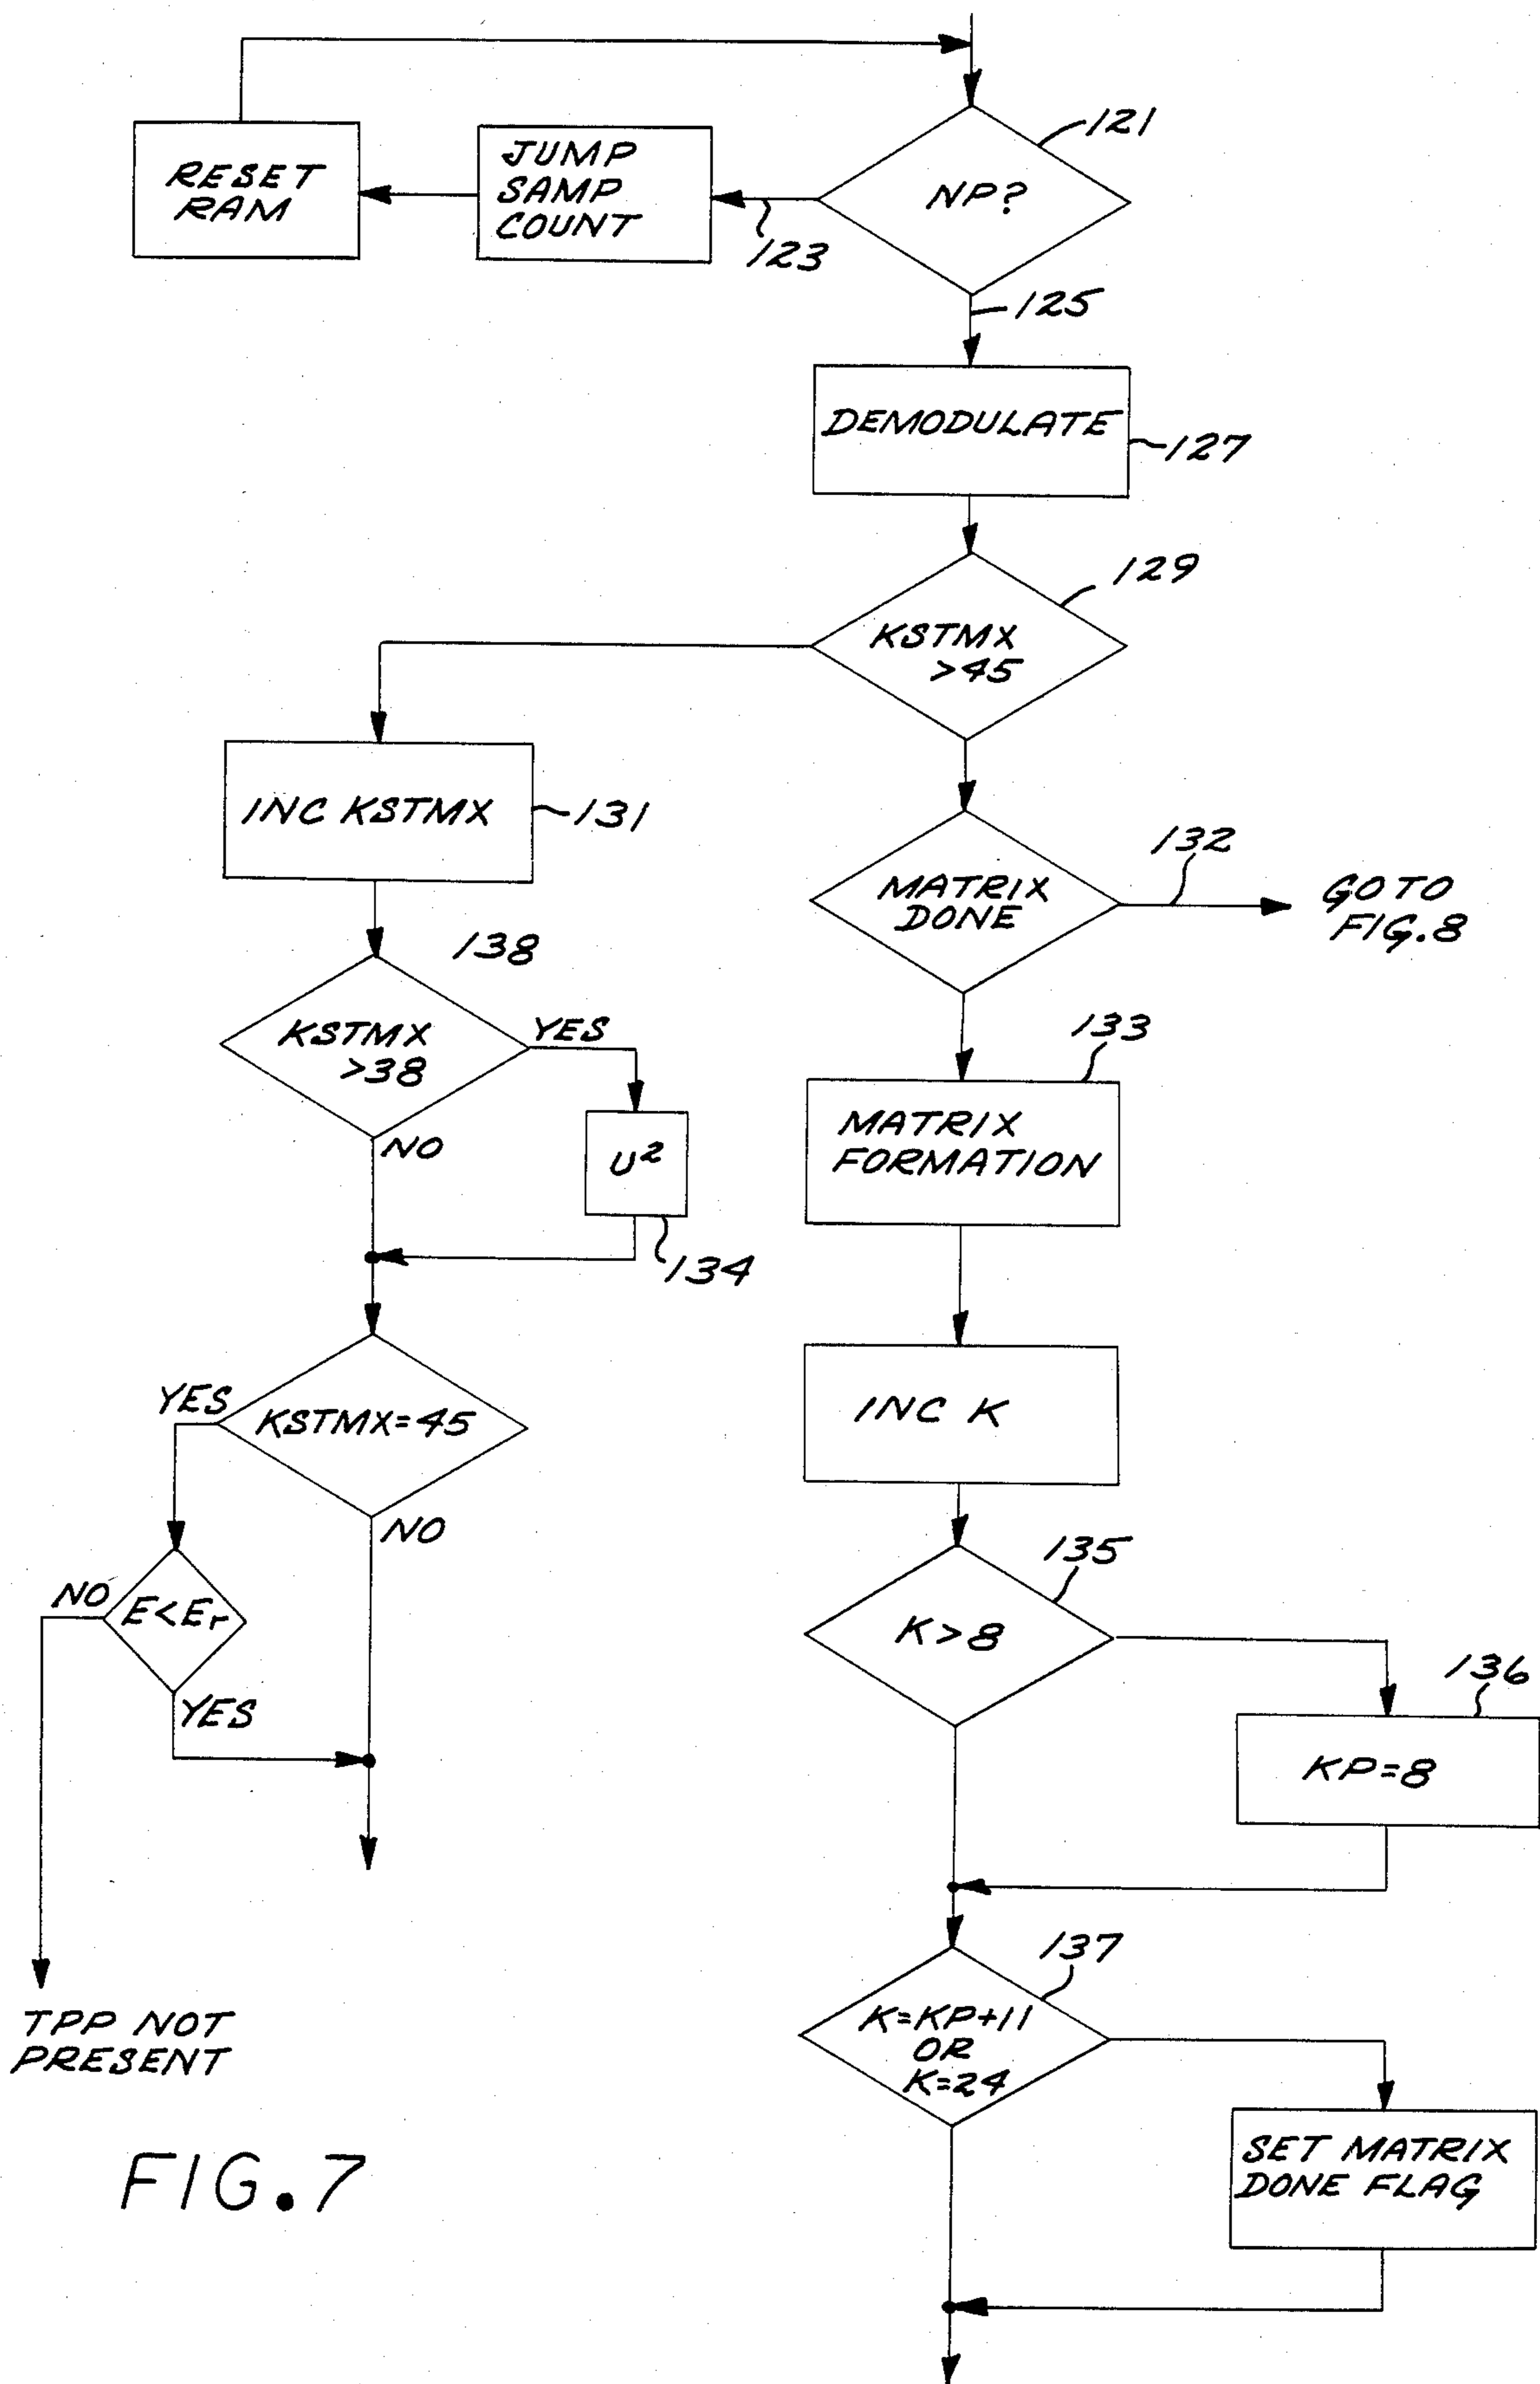 121
NP?
JUMP
SAMP
COUNT
RESET
RAM
123
125
DEMODULATE
127
129
KSTMX
>45
INC KSTMX
131
132
MATRIX
DONE
GO TO
FIG.8
138
KSTMX
>38
YES
NO
U²
134
133
MATRIX
FORMATION
INC K
YES
KSTMX=45
NO
NO
E<Er
YES
135
K>8
136
KP=8
137
K=KP+11
OR
K=24
TPP NOT
PRESENT
SET MATRIX
DONE FLAG
FIG.7